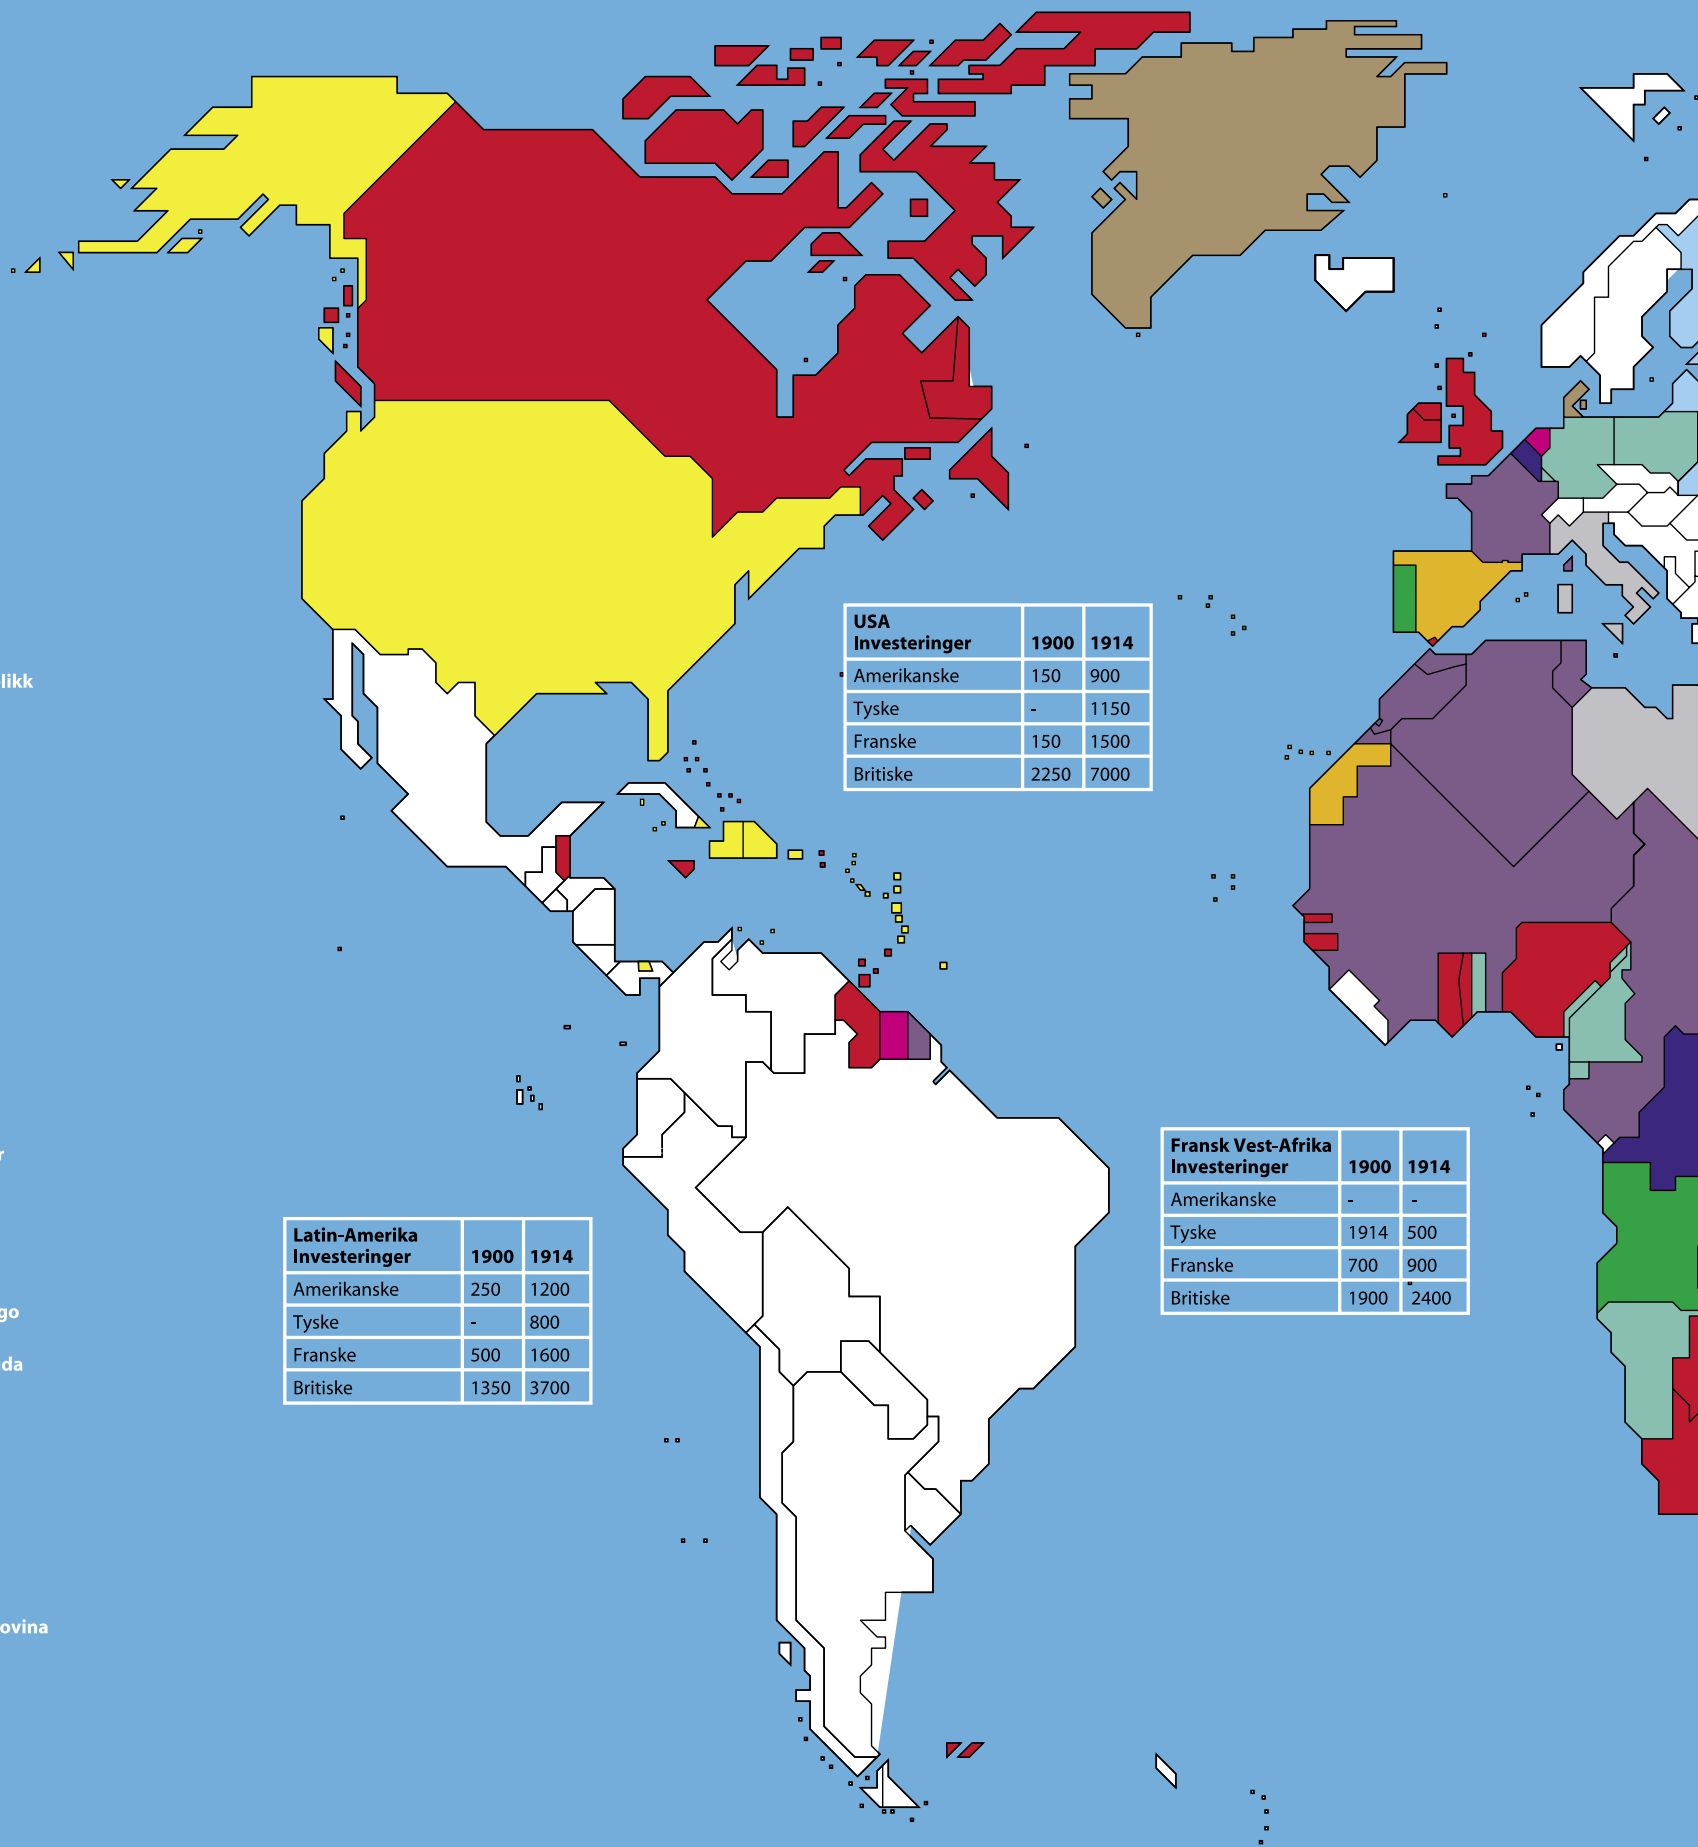 likk
USA
Investeringer 1900 1914
Amerikanske 150 900
Tyske - 1150
Franske 150 1500
Britiske 2250 7000
r
Fransk Vest-Afrika
Investeringer 1900 1914
Amerikanske - -
Tyske 1914 500
Franske 700 900
Britiske 1900 2400
Latin-Amerika
Investeringer 1900 1914
Amerikanske 250 1200
Tyske - 800
Franske 500 1600
Britiske 1350 3700
go
da
ovina